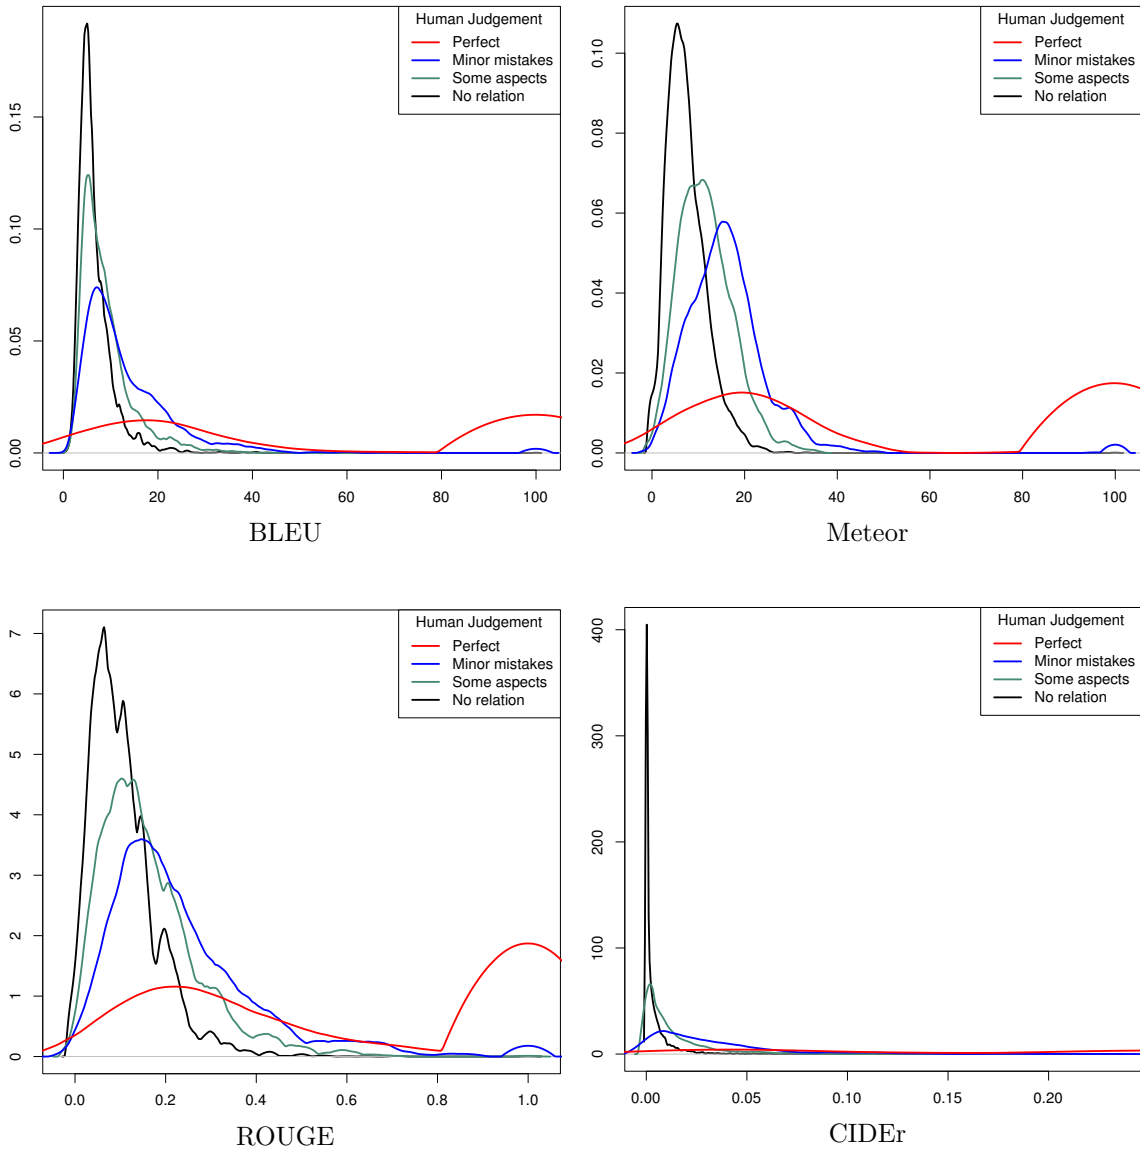 Human Judgement
Perfect
Minor mistakes
Some aspects
No relation
0.00 0.05 0.10 0.15
0 20 40 60 80 100
BLEU
Human Judgement
Perfect
Minor mistakes
Some aspects
No relation
0.00 0.02 0.04 0.06 0.08 0.10
0 20 40 60 80 100
Meteor
Human Judgement
Perfect
Minor mistakes
Some aspects
No relation
0 1 2 3 4 5 6 7
0.0 0.2 0.4 0.6 0.8 1.0
ROUGE
Human Judgement
Perfect
Minor mistakes
Some aspects
No relation
0 100 200 300 400
0.00 0.05 0.10 0.15 0.20
CIDEr